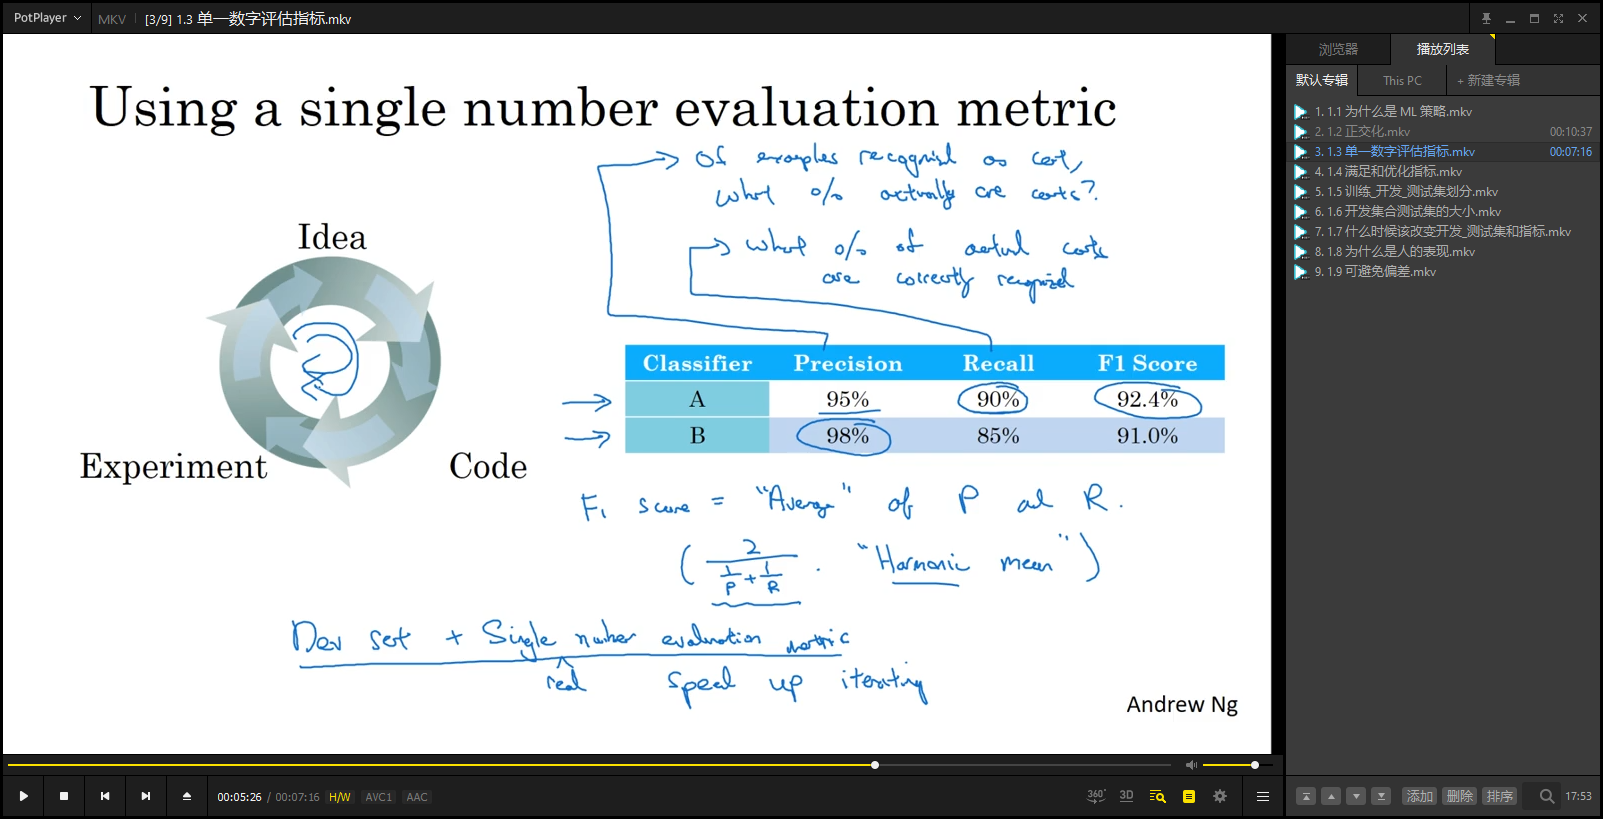 PotPlayer MKV [3/9] 1.3 单一数字评估指标.mkv
Using a single number evaluation metric
Of examples recognized as cat,
what % actually are cats?
what % of actual cats
are correctly recognized
Idea
Experiment
Code
Classifier Precision Recall F1 Score
A 95% 90% 92.4%
B 98% 85% 91.0%
F₁ score = "Average" of P and R.
( 2 / (1/P + 1/R) . "Harmonic mean" )
Dev set + Single number evaluation metric
real
speed up iterating
Andrew Ng
浏览器 播放列表
默认专辑 This PC + 新建专辑
1. 1.1 为什么是 ML 策略.mkv
2. 1.2 正交化.mkv 00:10:37
3. 1.3 单一数字评估指标.mkv 00:07:16
4. 1.4 满足和优化指标.mkv
5. 1.5 训练_开发_测试集划分.mkv
6. 1.6 开发集合测试集的大小.mkv
7. 1.7 什么时候该改变开发_测试集和指标.mkv
8. 1.8 为什么是人的表现.mkv
9. 1.9 可避免偏差.mkv
00:05:26 / 00:07:16 H/W AVC1 AAC
360° 3D
添加 删除 排序 17:53